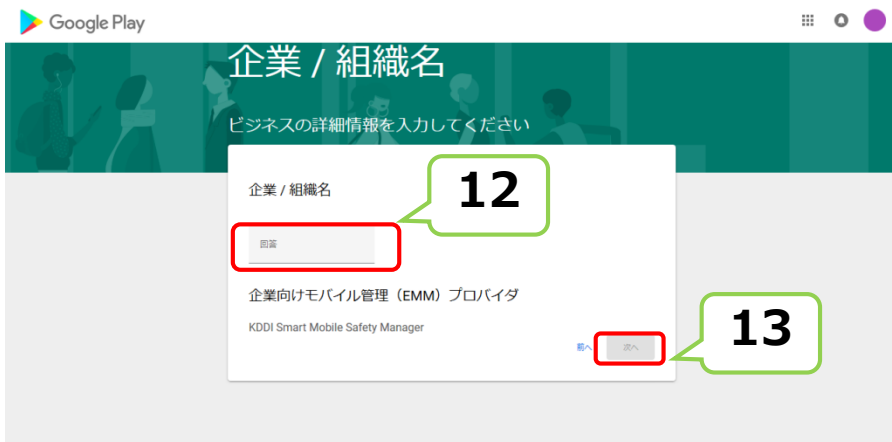 Google Play
企業 / 組織名
ビジネスの詳細情報を入力してください
企業 / 組織名
12
回答
企業向けモバイル管理（EMM）プロバイダ
KDDI Smart Mobile Safety Manager
前へ 次へ
13